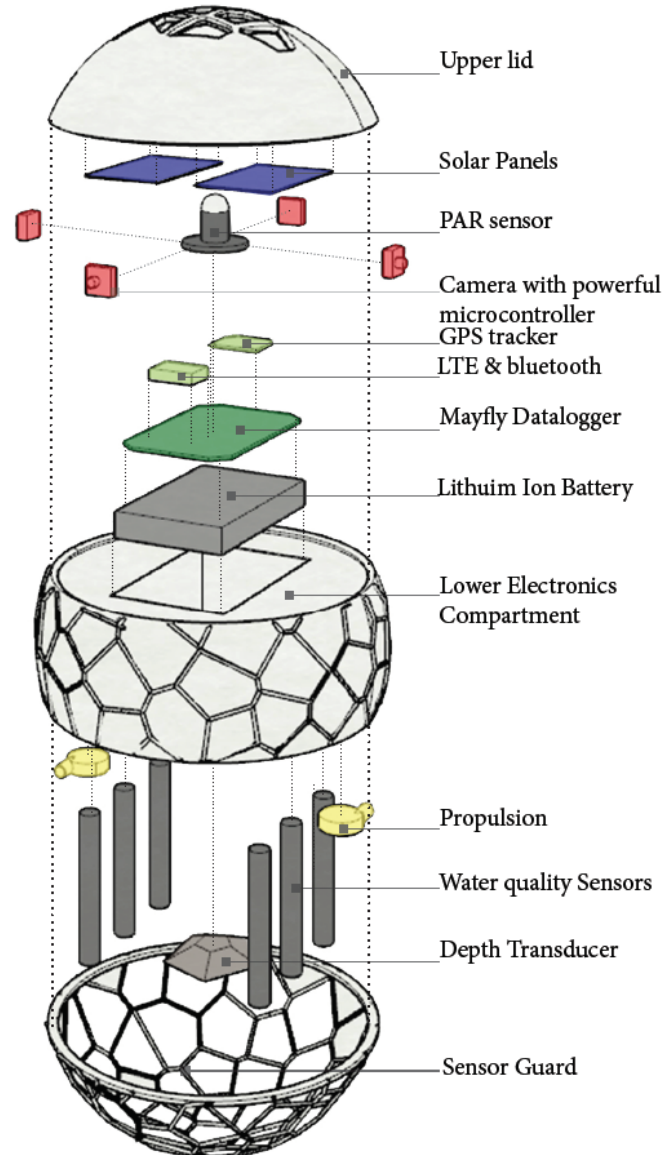 Upper lid
Solar Panels
PAR sensor
Camera with powerful
microcontroller
GPS tracker
LTE & bluetooth
Mayfly Datalogger
Lithuim Ion Battery
Lower Electronics
Compartment
Propulsion
Water quality Sensors
Depth Transducer
Sensor Guard